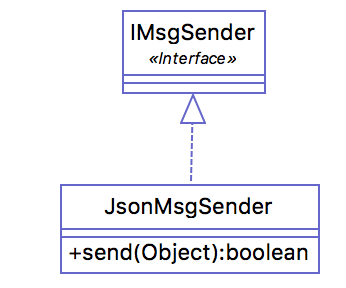 IMsgSender
«Interface»
JsonMsgSender
+send(Object):boolean